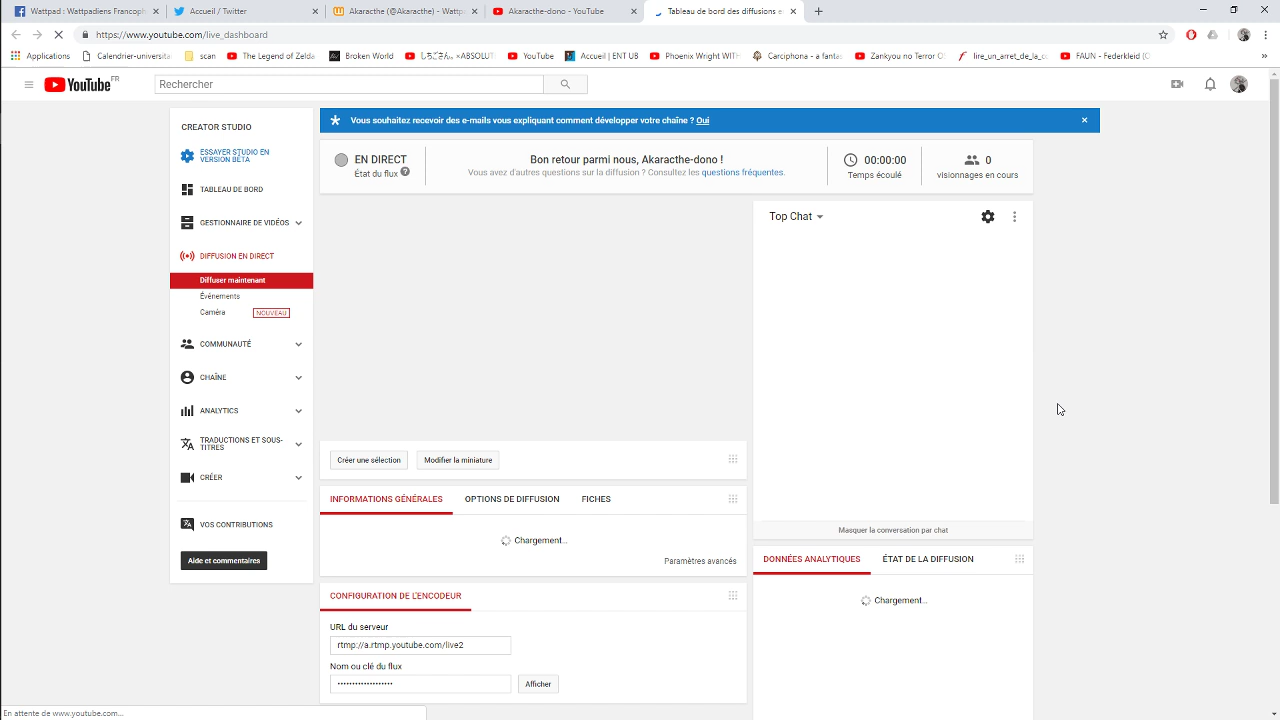 Wattpad : Wattpadiens Francoph
Accueil / Twitter
Akaracthe (@Akaracthe) - Wattp
Akaracthe-dono - YouTube
Tableau de bord des diffusions e
https://www.youtube.com/live_dashboard
Applications
Calendrier-universita
scan
The Legend of Zelda
Broken World
YouTube
Accueil | ENT UB
Phoenix Wright WITH
Carciphona - a fantas
Zankyou no Terror O
lire_un_arret_de_la_cc
FAUN - Federkleid (O
YouTube FR
Rechercher
CREATOR STUDIO
ESSAYER STUDIO EN
VERSION BÊTA
TABLEAU DE BORD
GESTIONNAIRE DE VIDÉOS
DIFFUSION EN DIRECT
Diffuser maintenant
Événements
Caméra NOUVEAU
COMMUNAUTÉ
CHAÎNE
ANALYTICS
TRADUCTIONS ET SOUS-
TITRES
CRÉER
VOS CONTRIBUTIONS
Aide et commentaires
Vous souhaitez recevoir des e-mails vous expliquant comment développer votre chaîne ? Oui
EN DIRECT
État du flux
Bon retour parmi nous, Akaracthe-dono !
Vous avez d'autres questions sur la diffusion ? Consultez les questions fréquentes.
00:00:00
Temps écoulé
0
visionnages en cours
Top Chat
Masquer la conversation par chat
Créer une sélection
Modifier la miniature
INFORMATIONS GÉNÉRALES
OPTIONS DE DIFFUSION
FICHES
Chargement...
Paramètres avancés
CONFIGURATION DE L'ENCODEUR
URL du serveur
rtmp://a.rtmp.youtube.com/live2
Nom ou clé du flux
•••••••••••••••••••
Afficher
DONNÉES ANALYTIQUES
ÉTAT DE LA DIFFUSION
Chargement...
En attente de www.youtube.com...